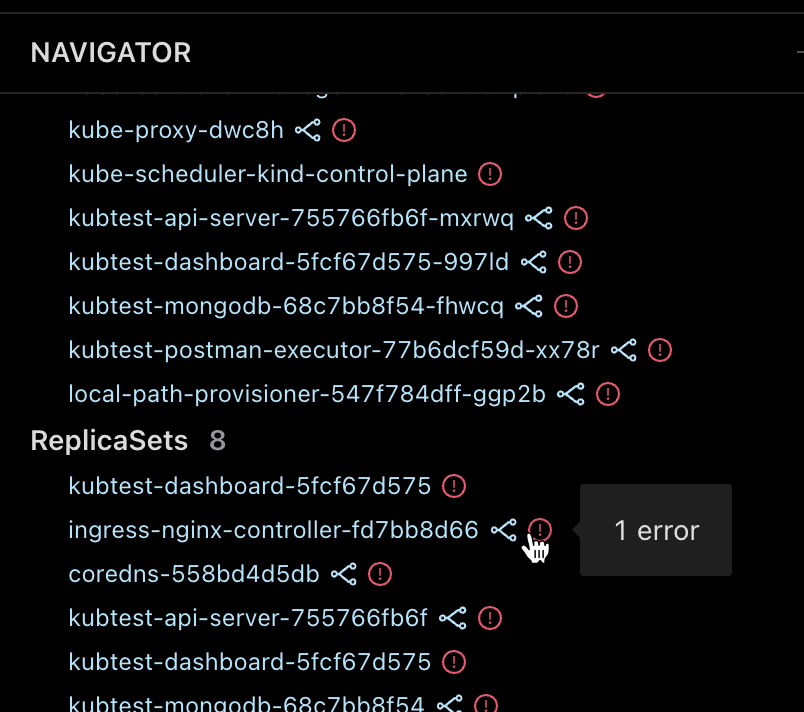 NAVIGATOR
kube-proxy-dwc8h
kube-scheduler-kind-control-plane
kubtest-api-server-755766fb6f-mxrwq
kubtest-dashboard-5fcf67d575-997ld
kubtest-mongodb-68c7bb8f54-fhwcq
kubtest-postman-executor-77b6dcf59d-xx78r
local-path-provisioner-547f784dff-ggp2b
ReplicaSets 8
kubtest-dashboard-5fcf67d575
ingress-nginx-controller-fd7bb8d66
1 error
coredns-558bd4d5db
kubtest-api-server-755766fb6f
kubtest-dashboard-5fcf67d575
kubtest-mongodb-68c7bb8f54